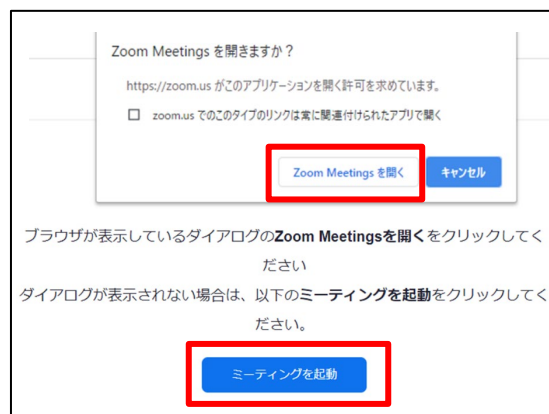 Zoom Meetings を開きますか？
https://zoom.us がこのアプリケーションを開く許可を求めています。
zoom.us でのこのタイプのリンクは常に関連付けられたアプリで開く
Zoom Meetings を開く
キャンセル
ブラウザが表示しているダイアログのZoom Meetingsを開くをクリックしてく
ださい
ダイアログが表示されない場合は、以下のミーティングを起動をクリックしてく
ださい。
ミーティングを起動